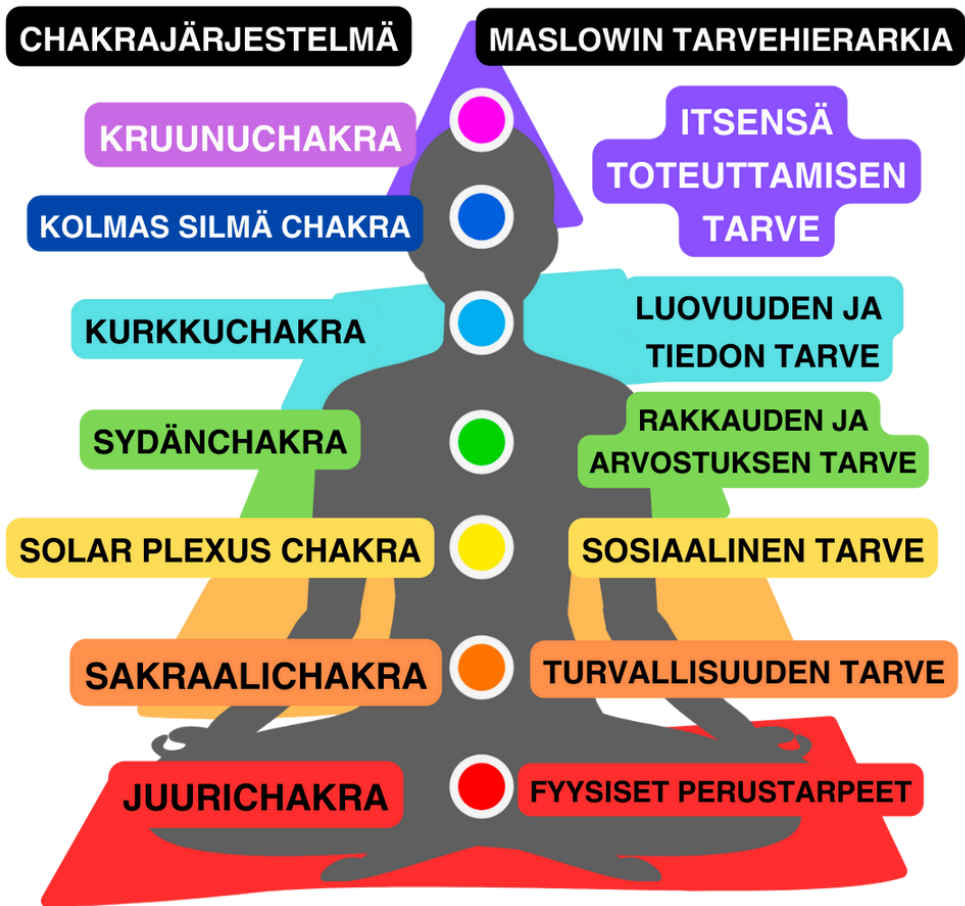 CHAKRAJÄRJESTELMÄ
MASLOWIN TARVEHIERARKIA
KRUUNUCHAKRA
ITSENSÄ
TOTEUTTAMISEN
TARVE
KOLMAS SILMÄ CHAKRA
KURKKUCHAKRA
LUOVUUDEN JA
TIEDON TARVE
SYDÄNCHAKRA
RAKKAUDEN JA
ARVOSTUKSEN TARVE
SOLAR PLEXUS CHAKRA
SOSIAALINEN TARVE
SAKRAALICHAKRA
TURVALLISUUDEN TARVE
JUURICHAKRA
FYYSISET PERUSTARPEET